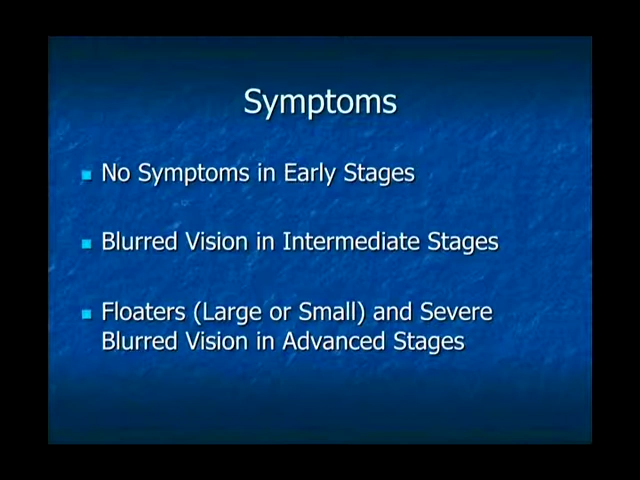 Symptoms
No Symptoms in Early Stages
Blurred Vision in Intermediate Stages
Floaters (Large or Small) and Severe
Blurred Vision in Advanced Stages